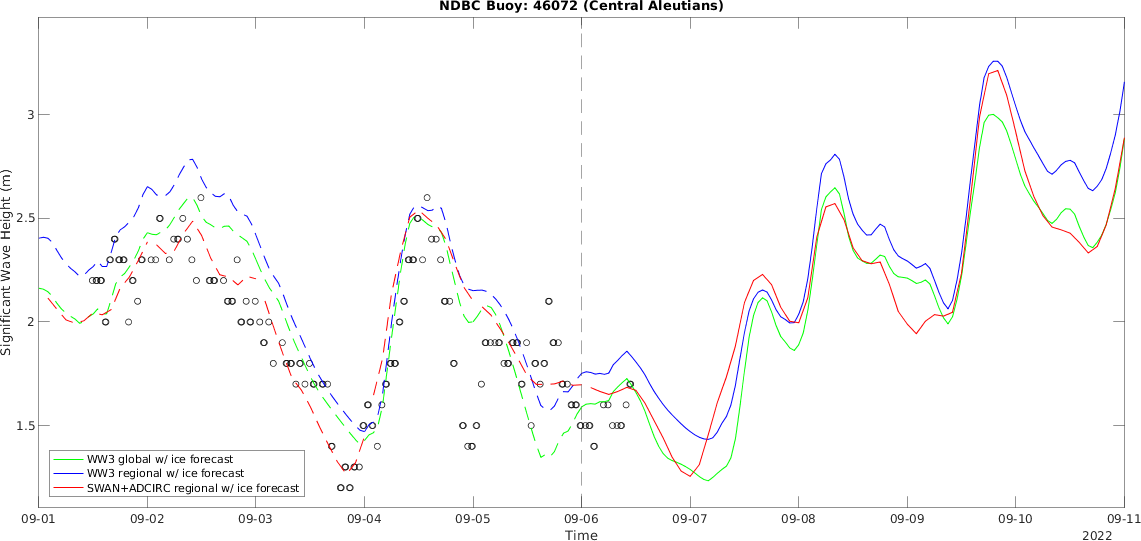 NDBC Buoy: 46072 (Central Aleutians)
Significant Wave Height (m)
3
2.5
2
1.5
WW3 global w/ ice forecast
WW3 regional w/ ice forecast
SWAN+ADCIRC regional w/ ice forecast
09-01 09-02 09-03 09-04 09-05 09-06 09-07 09-08 09-09 09-10 09-11
Time
2022